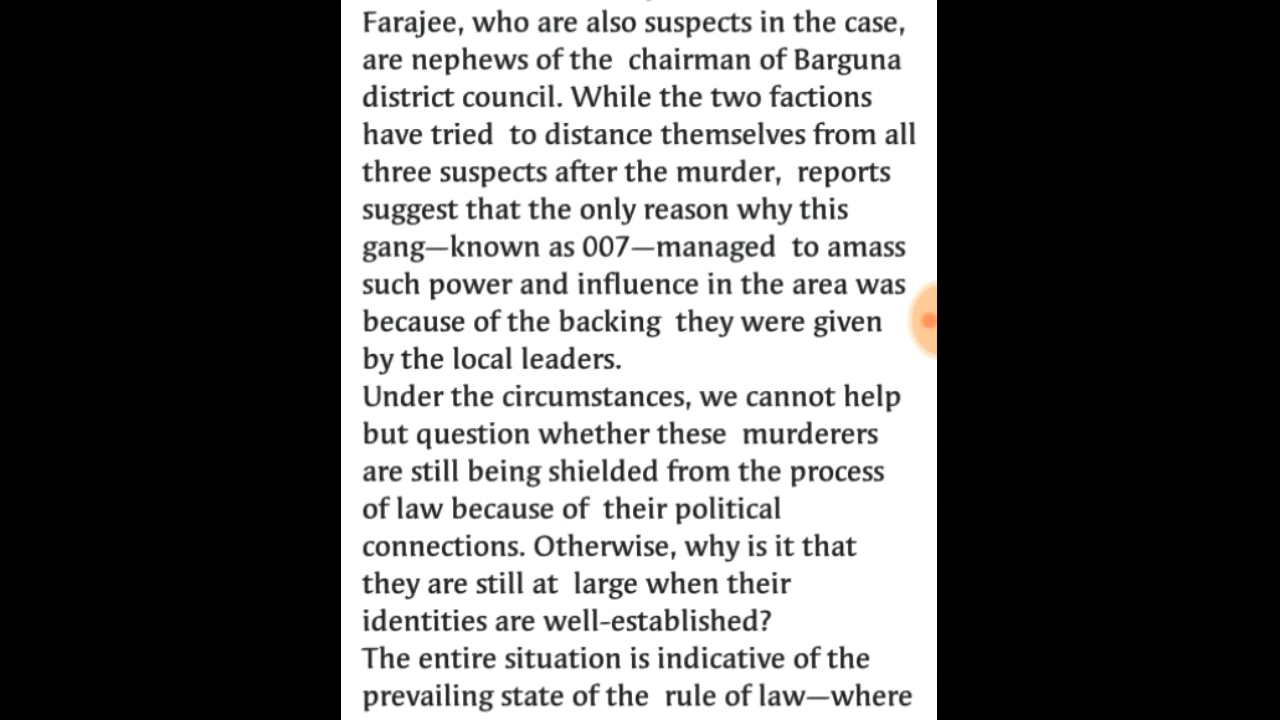 Farajee, who are also suspects in the case,
are nephews of the chairman of Barguna
district council. While the two factions
have tried to distance themselves from all
three suspects after the murder, reports
suggest that the only reason why this
gang—known as 007—managed to amass
such power and influence in the area was
because of the backing they were given
by the local leaders.
Under the circumstances, we cannot help
but question whether these murderers
are still being shielded from the process
of law because of their political
connections. Otherwise, why is it that
they are still at large when their
identities are well-established?
The entire situation is indicative of the
prevailing state of the rule of law—where